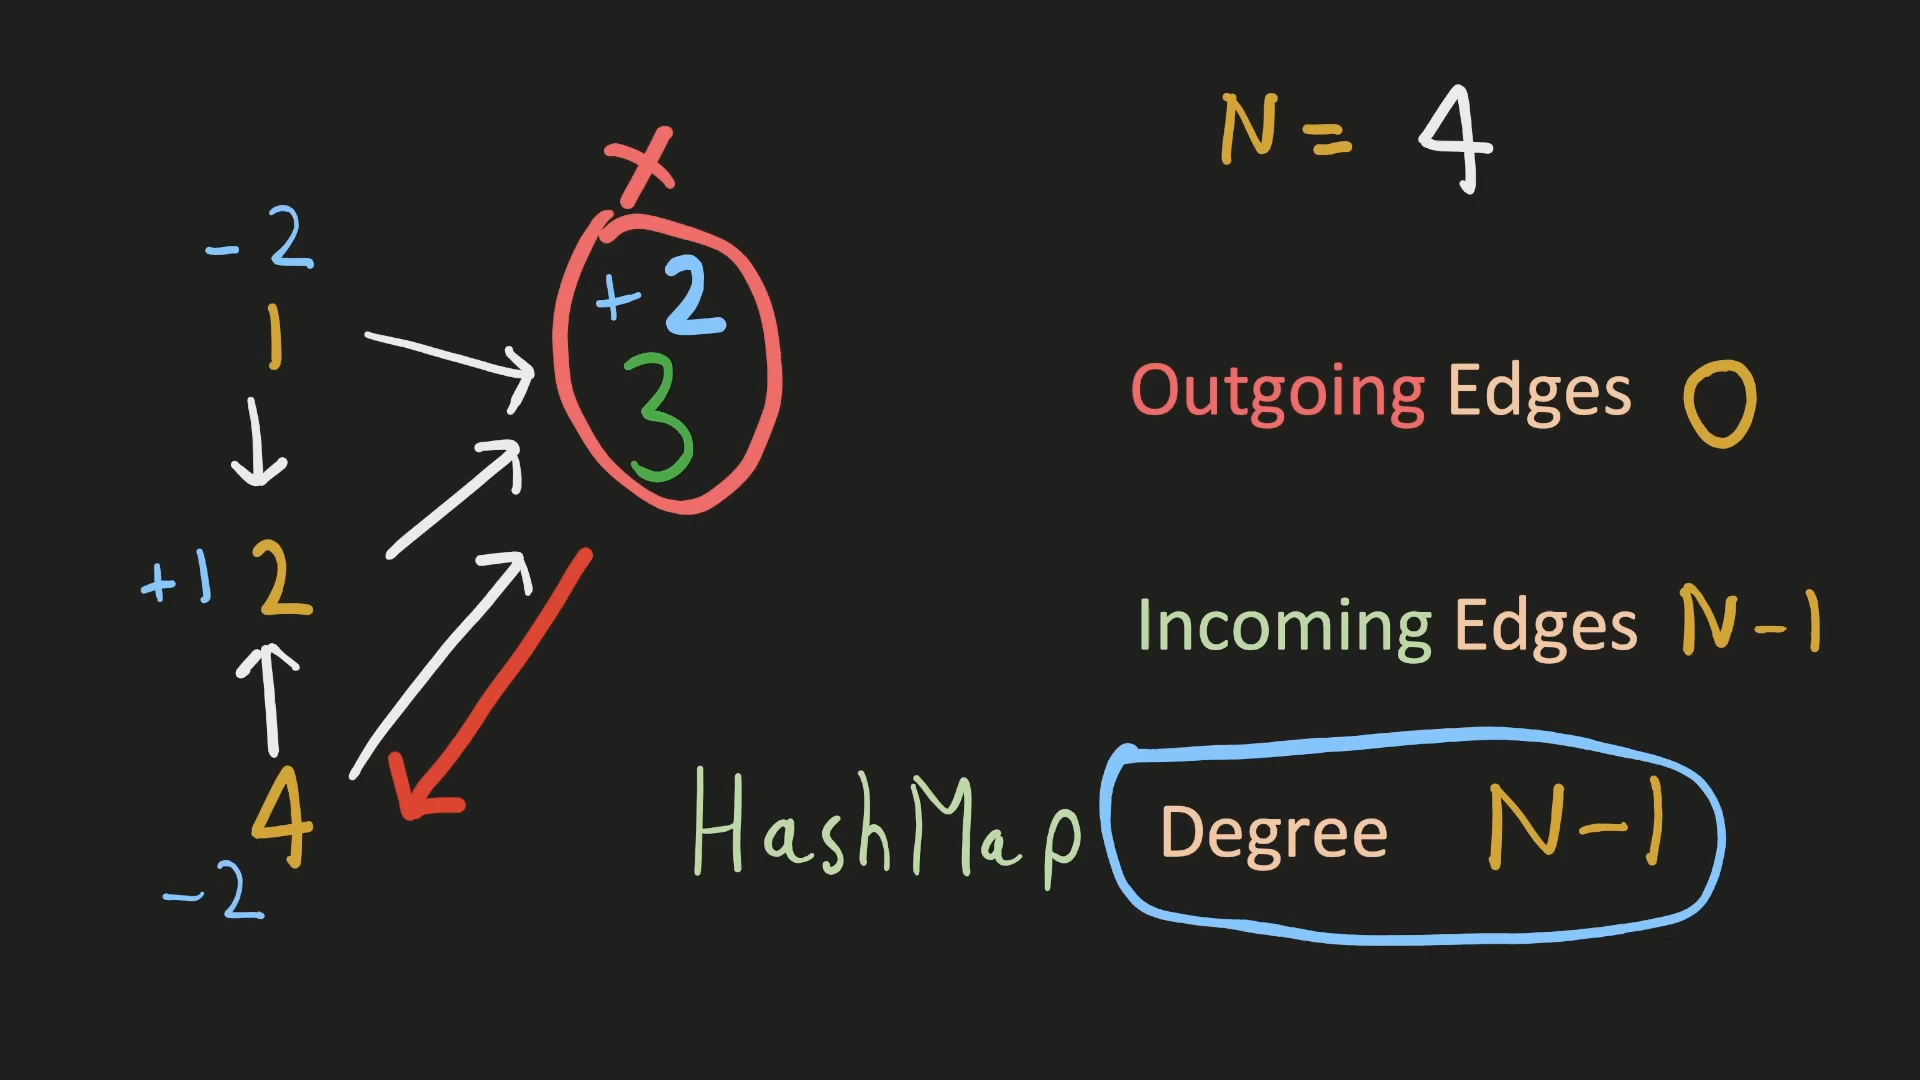 N = 4
X
- 2
1
+ 2
3
Outgoing Edges 0
+1 2
Incoming Edges N-1
4
-2
HashMap Degree N-1